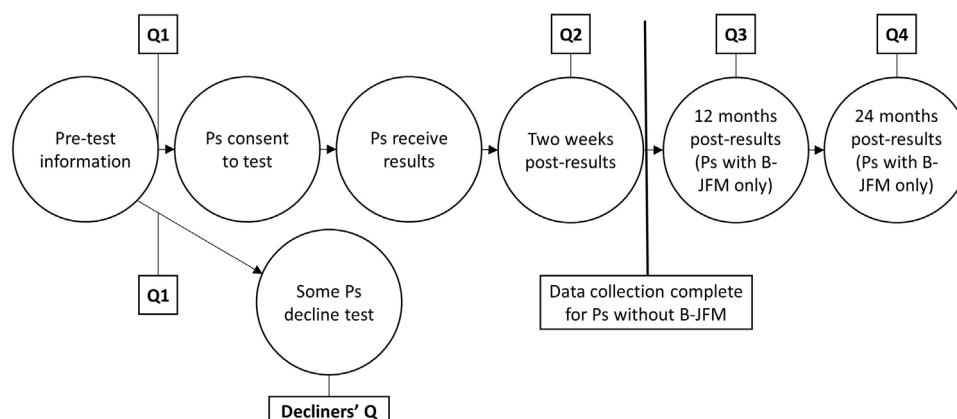 Q1
Q2
Q3
Q4
Pre-test
information
Ps consent
to test
Ps receive
results
Two weeks
post-results
12 months
post-results
(Ps with B-
JFM only)
24 months
post-results
(Ps with B-
JFM only)
Q1
Some Ps
decline test
Data collection complete
for Ps without B-JFM
Decliners’ Q